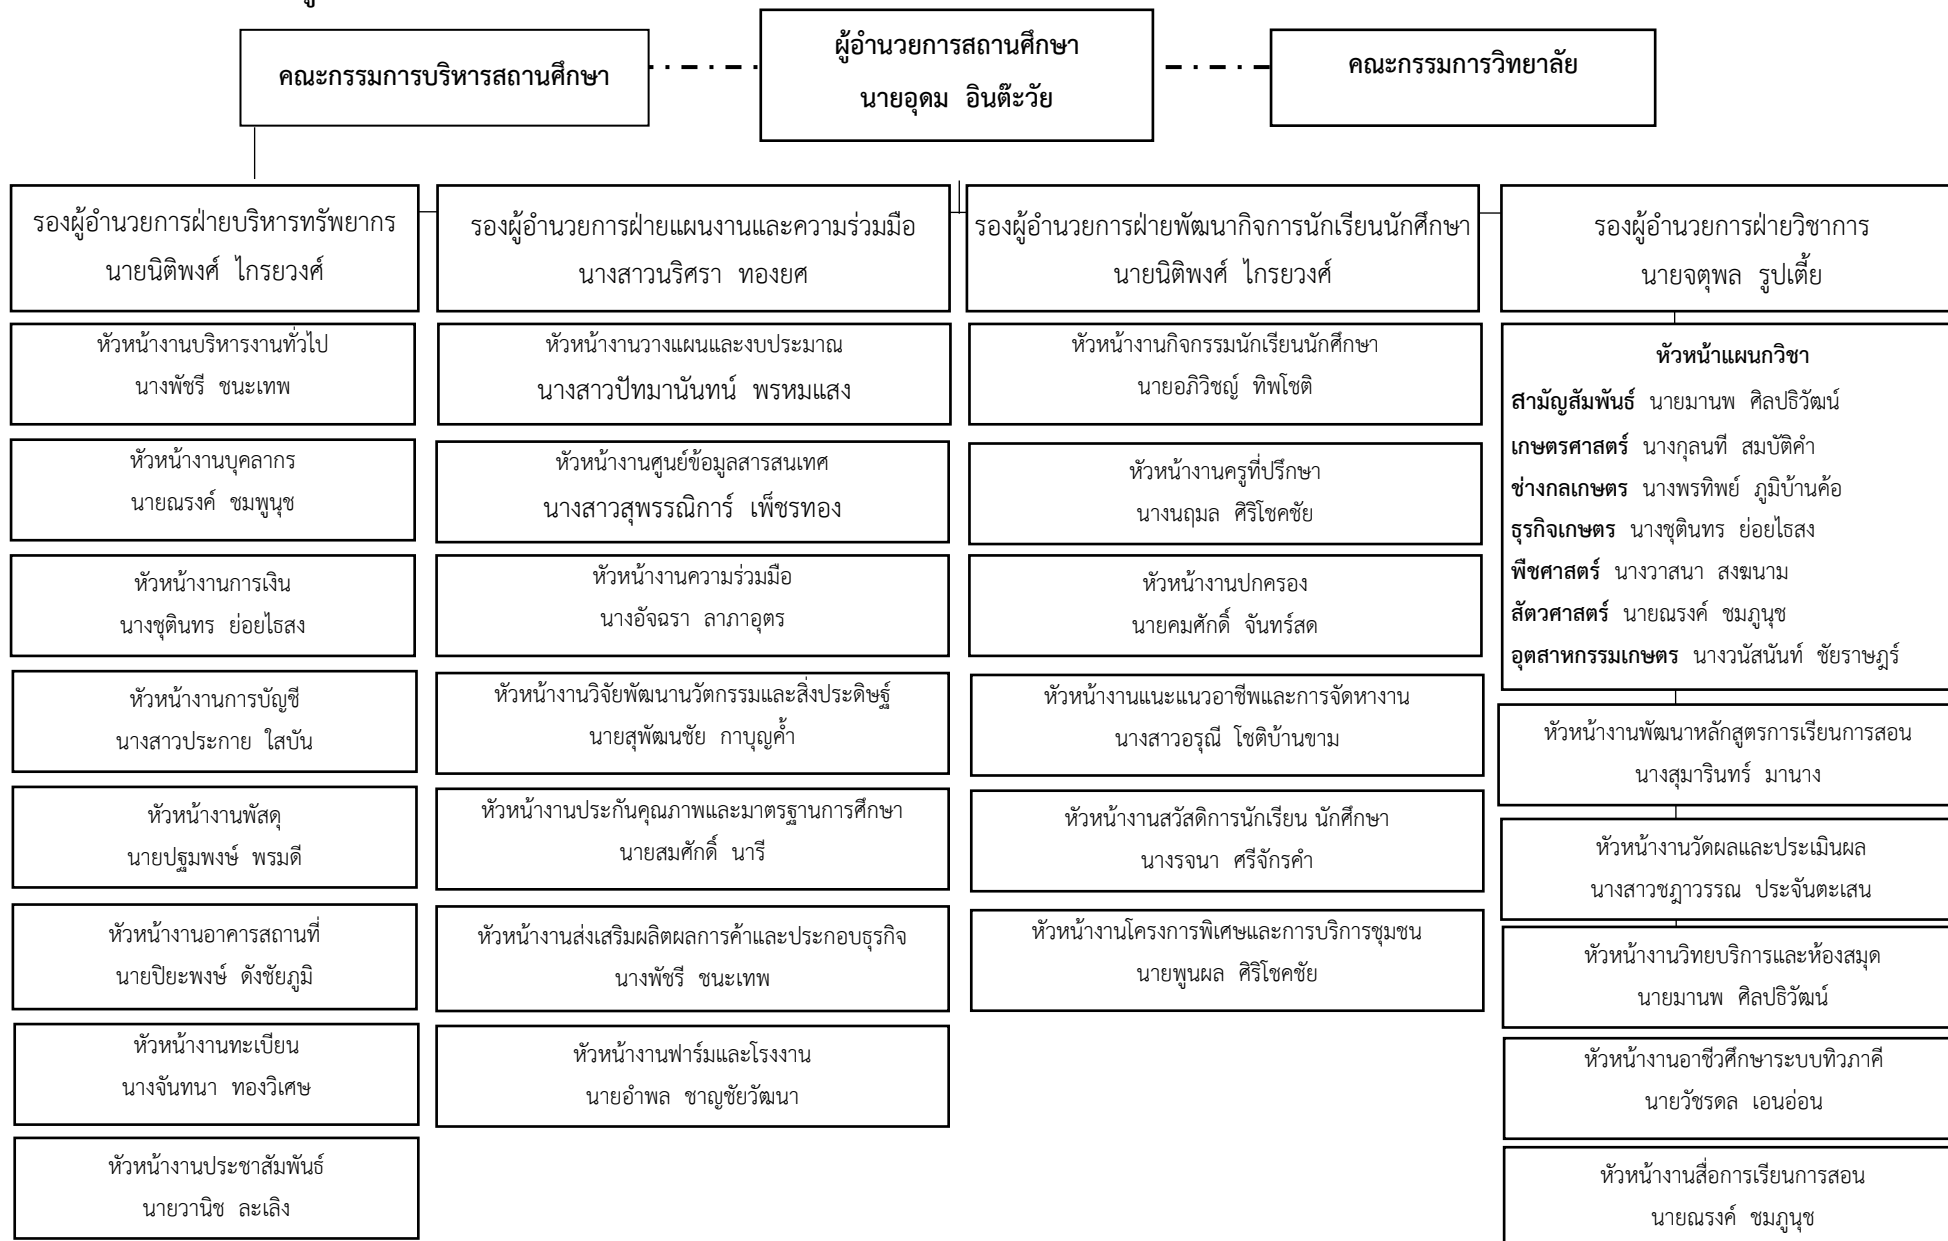 คณะกรรมการบริหารสถานศึกษา
ผู้อำนวยการสถานศึกษา
นายอุดม อินต๊ะวัย
คณะกรรมการวิทยาลัย
รองผู้อำนวยการฝ่ายบริหารทรัพยากร
นายนิติพงศ์ ไกรยวงศ์
หัวหน้างานบริหารงานทั่วไป
นางพัชรี ชนะเทพ
หัวหน้างานบุคลากร
นายณรงค์ ชมพูนุช
หัวหน้างานการเงิน
นางชุตินทร ย่อยไธสง
หัวหน้างานการบัญชี
นางสาวประกาย ใสบัน
หัวหน้างานพัสดุ
นายปฐมพงษ์ พรมดี
หัวหน้างานอาคารสถานที่
นายปิยะพงษ์ ดังชัยภูมิ
หัวหน้างานทะเบียน
นางจันทนา ทองวิเศษ
หัวหน้างานประชาสัมพันธ์
นายวานิช ละเลิง
รองผู้อำนวยการฝ่ายแผนงานและความร่วมมือ
นางสาวนริศรา ทองยศ
หัวหน้างานวางแผนและงบประมาณ
นางสาวปัทมานันทน์ พรหมแสง
หัวหน้างานศูนย์ข้อมูลสารสนเทศ
นางสาวสุพรรณิการ์ เพ็ชรทอง
หัวหน้างานความร่วมมือ
นางอัจฉรา ลาภาอุตร
หัวหน้างานวิจัยพัฒนานวัตกรรมและสิ่งประดิษฐ์
นายสุพัฒนชัย กาบุญค้ำ
หัวหน้างานประกันคุณภาพและมาตรฐานการศึกษา
นายสมศักดิ์ นารี
หัวหน้างานส่งเสริมผลิตผลการค้าและประกอบธุรกิจ
นางพัชรี ชนะเทพ
หัวหน้างานฟาร์มและโรงงาน
นายอำพล ชาญชัยวัฒนา
รองผู้อำนวยการฝ่ายพัฒนากิจการนักเรียนนักศึกษา
นายนิติพงศ์ ไกรยวงศ์
หัวหน้างานกิจกรรมนักเรียนนักศึกษา
นายอภิวิชญ์ ทิพโชติ
หัวหน้างานครูที่ปรึกษา
นางนฤมล ศิริโชคชัย
หัวหน้างานปกครอง
นายคมศักดิ์ จันทร์สด
หัวหน้างานแนะแนวอาชีพและการจัดหางาน
นางสาวอรุณี โชติบ้านขาม
หัวหน้างานสวัสดิการนักเรียน นักศึกษา
นางรจนา ศรีจักรคำ
หัวหน้างานโครงการพิเศษและการบริการชุมชน
นายพูนผล ศิริโชคชัย
รองผู้อำนวยการฝ่ายวิชาการ
นายจตุพล รูปเตี้ย
หัวหน้าแผนกวิชา
สามัญสัมพันธ์ นายมานพ ศิลปธิวัฒน์
เกษตรศาสตร์ นางกุลนที สมบัติคำ
ช่างกลเกษตร นางพรทิพย์ ภูมิบ้านค้อ
ธุรกิจเกษตร นางชุตินทร ย่อยไธสง
พืชศาสตร์ นางวาสนา สงฆนาม
สัตวศาสตร์ นายณรงค์ ชมภูนุช
อุตสาหกรรมเกษตร นางวนัสนันท์ ชัยราษฎร์
หัวหน้างานพัฒนาหลักสูตรการเรียนการสอน
นางสุมารินทร์ มานาง
หัวหน้างานวัดผลและประเมินผล
นางสาวชฎาวรรณ ประจันตะเสน
หัวหน้างานวิทยบริการและห้องสมุด
นายมานพ ศิลปธิวัฒน์
หัวหน้างานอาชีวศึกษาระบบทิวภาคี
นายวัชรดล เอนอ่อน
หัวหน้างานสื่อการเรียนการสอน
นายณรงค์ ชมภูนุช